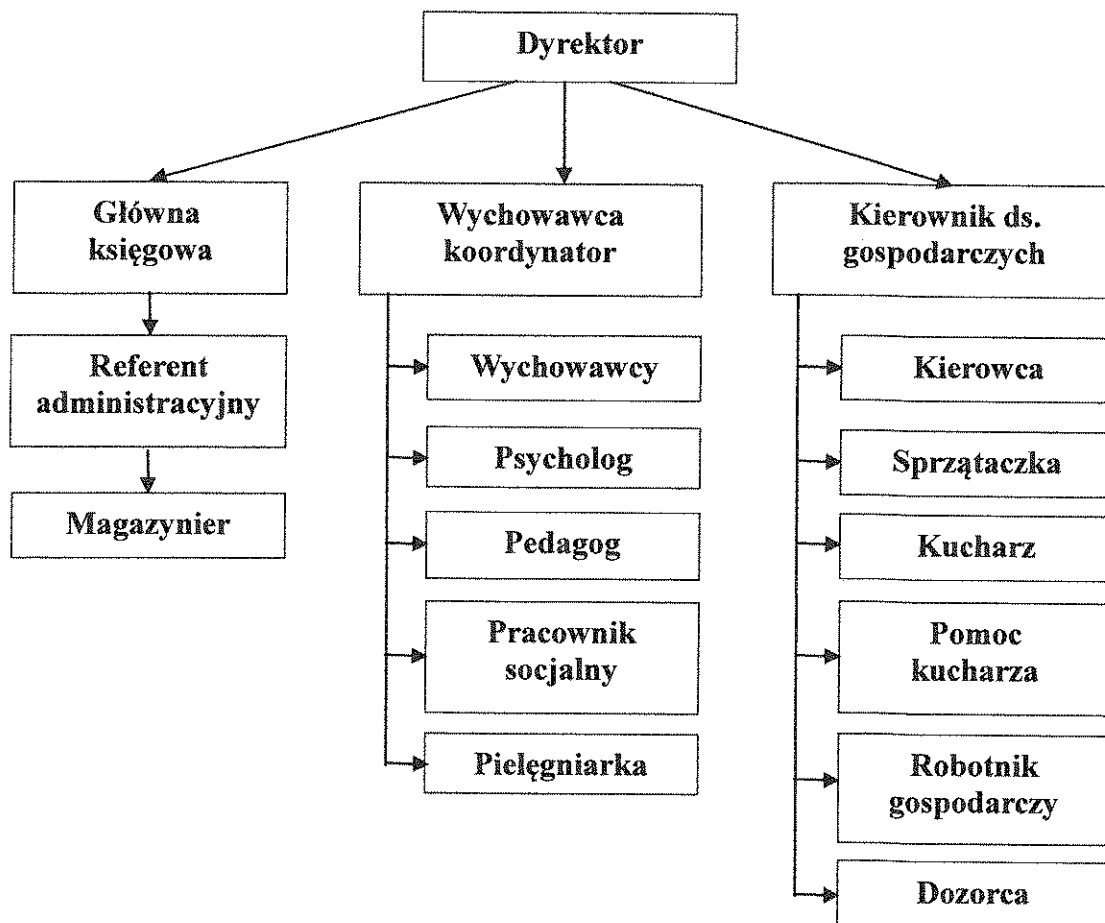 Dyrektor
Główna
księgowa
Referent
administracyjny
Magazynier
Wychowawca
koordynator
Wychowawcy
Psycholog
Pedagog
Pracownik
socjalny
Pielęgniarka
Kierownik ds.
gospodarczych
Kierowca
Sprzątaczka
Kucharz
Pomoc
kucharza
Robotnik
gospodarczy
Dozorca